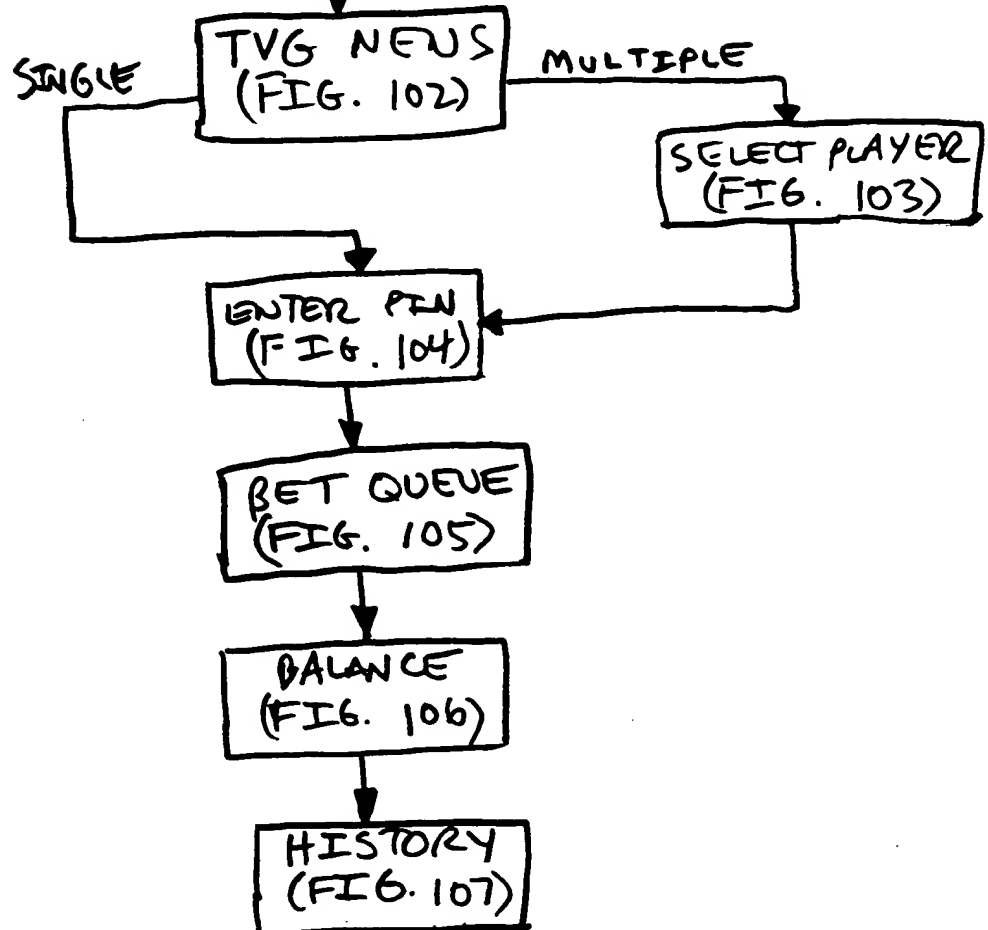 TVG NEWS
(FIG. 102)
SINGLE
MULTIPLE
SELECT PLAYER
(FIG. 103)
ENTER PIN
(FIG. 104)
BET QUEUE
(FIG. 105)
BALANCE
(FIG. 106)
HISTORY
(FIG. 107)